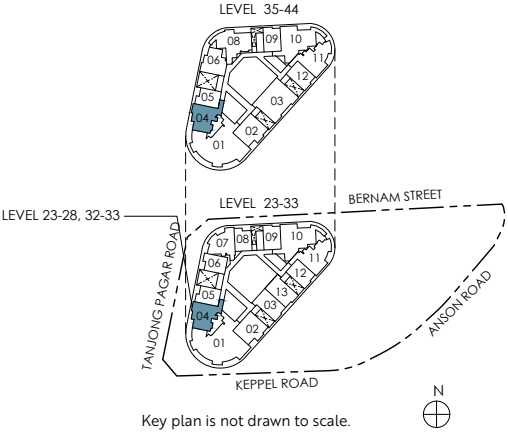 LEVEL 35-44
08 09 10
06 11
12
05 03
04
02
01
LEVEL 23-33
BERNAM STREET
LEVEL 23-28, 32-33
TANJONG PAGAR ROAD
07 08 09 10
06 11
12
05 13
03
04
02
01
ANSON ROAD
KEPPEL ROAD
N
Key plan is not drawn to scale.